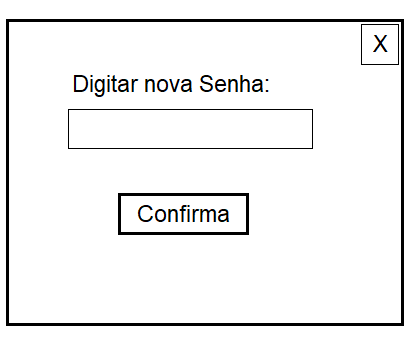 X
Digitar nova Senha:
Confirma